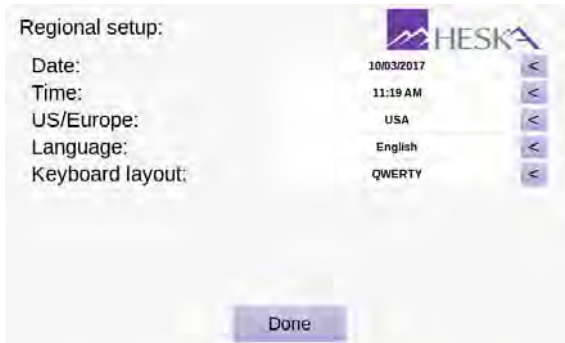 Regional setup:
HESKA
Date: 10/03/2017 <
Time: 11:19 AM <
US/Europe: USA <
Language: English <
Keyboard layout: QWERTY <
Done